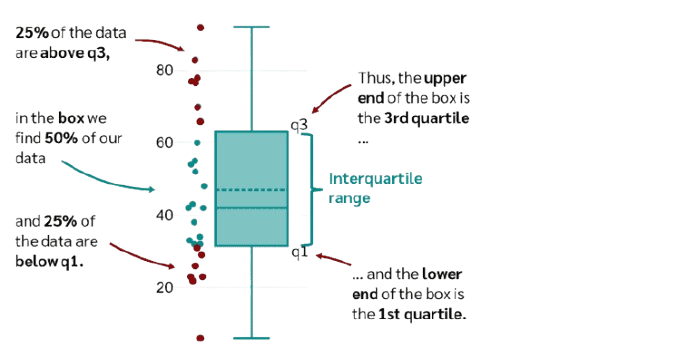 25% of the data
are above q3,
in the box we
find 50% of our
data
and 25% of
the data are
below q1.
80
60
40
20
q3
q1
Thus, the upper
end of the box is
the 3rd quartile
...
Interquartile
range
... and the lower
end of the box is
the 1st quartile.